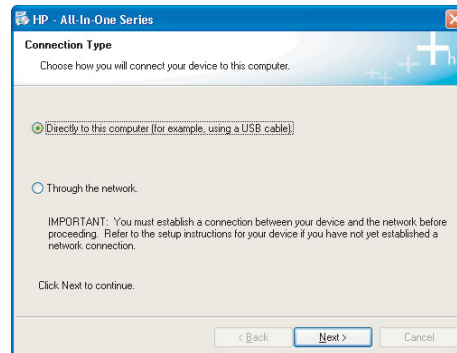 HP - All-In-One Series
Connection Type
Choose how you will connect your device to this computer.
Directly to this computer (for example, using a USB cable).
Through the network.
IMPORTANT: You must establish a connection between your device and the network before
proceeding. Refer to the setup instructions for your device if you have not yet established a
network connection.
Click Next to continue.
< Back Next > Cancel